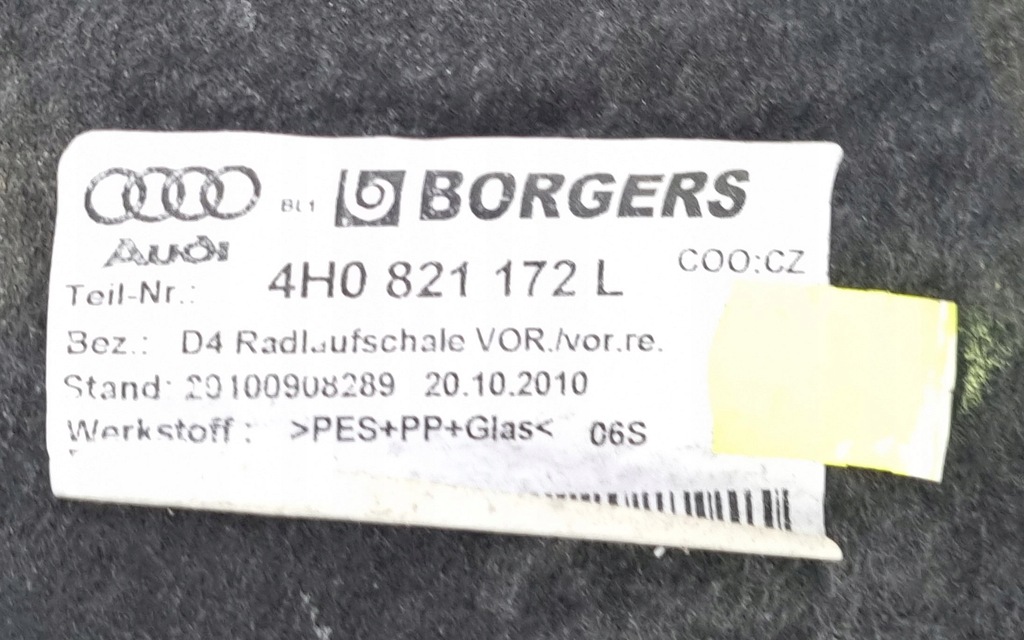 BL1 BORGERS
Audi
COO:CZ
Teil-Nr.: 4H0 821 172 L
Bez.: D4 Radlaufschale VOR./vor.re.
Stand: 20100908289 20.10.2010
Werkstoff: >PES+PP+Glas< 06S